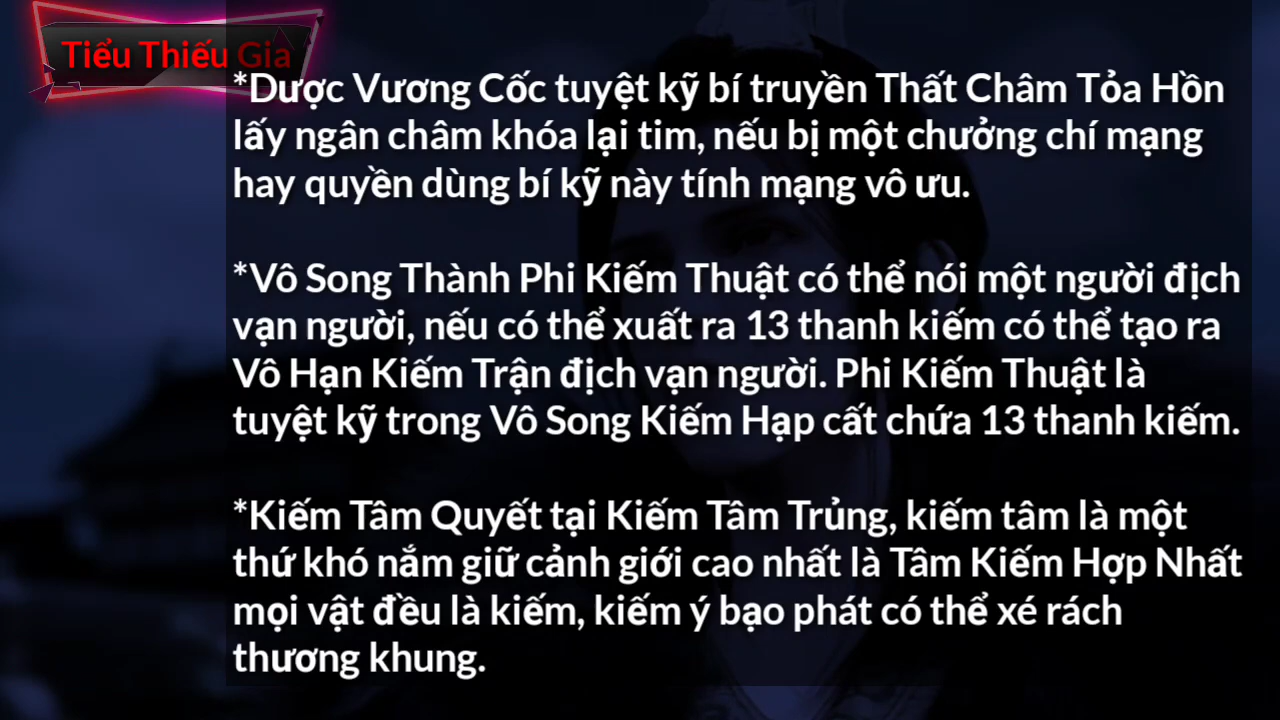 Tiểu Thiếu Gia
*Dược Vương Cốc tuyệt kỹ bí truyền Thất Châm Tỏa Hồn
lấy ngân châm khóa lại tim, nếu bị một chưởng chí mạng
hay quyền dùng bí kỹ này tính mạng vô ưu.
*Vô Song Thành Phi Kiếm Thuật có thể nói một người địch
vạn người, nếu có thể xuất ra 13 thanh kiếm có thể tạo ra
Vô Hạn Kiếm Trận địch vạn người. Phi Kiếm Thuật là
tuyệt kỹ trong Vô Song Kiếm Hạp cất chứa 13 thanh kiếm.
*Kiếm Tâm Quyết tại Kiếm Tâm Trủng, kiếm tâm là một
thứ khó nắm giữ cảnh giới cao nhất là Tâm Kiếm Hợp Nhất
mọi vật đều là kiếm, kiếm ý bạo phát có thể xé rách
thương khung.